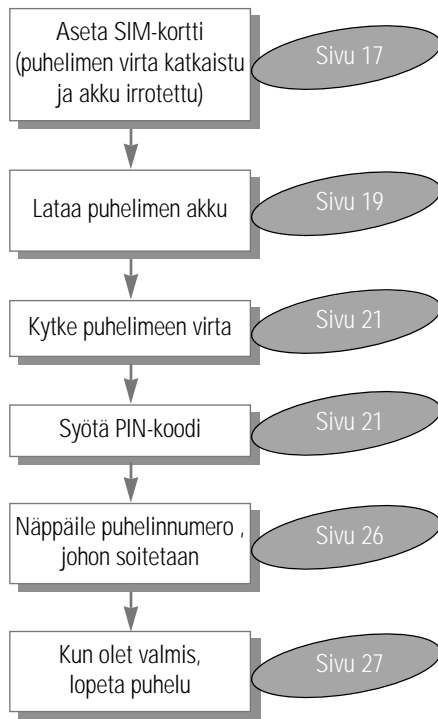 Aseta SIM-kortti
(puhelimen virta katkaistu
ja akku irrotettu)
Sivu 17
Lataa puhelimen akku
Sivu 19
Kytke puhelimeen virta
Sivu 21
Syötä PIN-koodi
Sivu 21
Näppäile puhelinnumero ,
johon soitetaan
Sivu 26
Kun olet valmis,
lopeta puhelu
Sivu 27